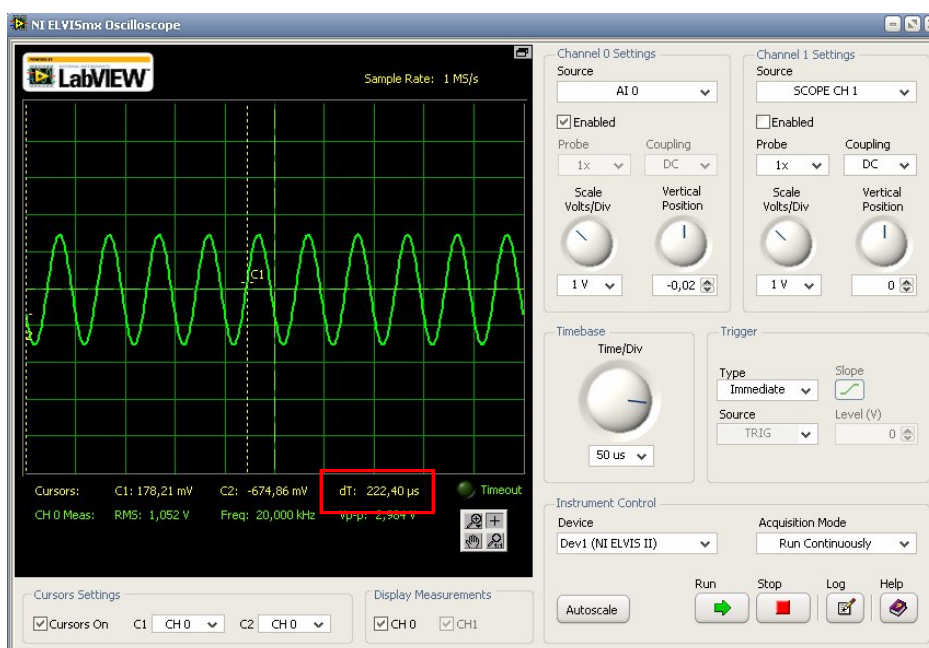 NI ELVISmx Oscilloscope
POWERED BY
LabVIEW
Sample Rate: 1 MS/s
C1
2
Cursors: C1: 178,21 mV C2: -674,86 mV dT: 222,40 µs Timeout
CH 0 Meas: RMS: 1,052 V Freq: 20,000 kHz Vp-p: 2,984 V
Cursors Settings
Cursors On C1 CH 0 C2 CH 0
Display Measurements
CH 0 CH1
Channel 0 Settings
Source
AI 0
Enabled
Probe Coupling
1x DC
Scale Vertical
Volts/Div Position
1 V -0,02
Channel 1 Settings
Source
SCOPE CH 1
Enabled
Probe Coupling
1x DC
Scale Vertical
Volts/Div Position
1 V 0
Timebase
Time/Div
50 us
Trigger
Type Slope
Immediate
Source Level (V)
TRIG 0
Instrument Control
Device Acquisition Mode
Dev1 (NI ELVIS II) Run Continuously
Run Stop Log Help
Autoscale